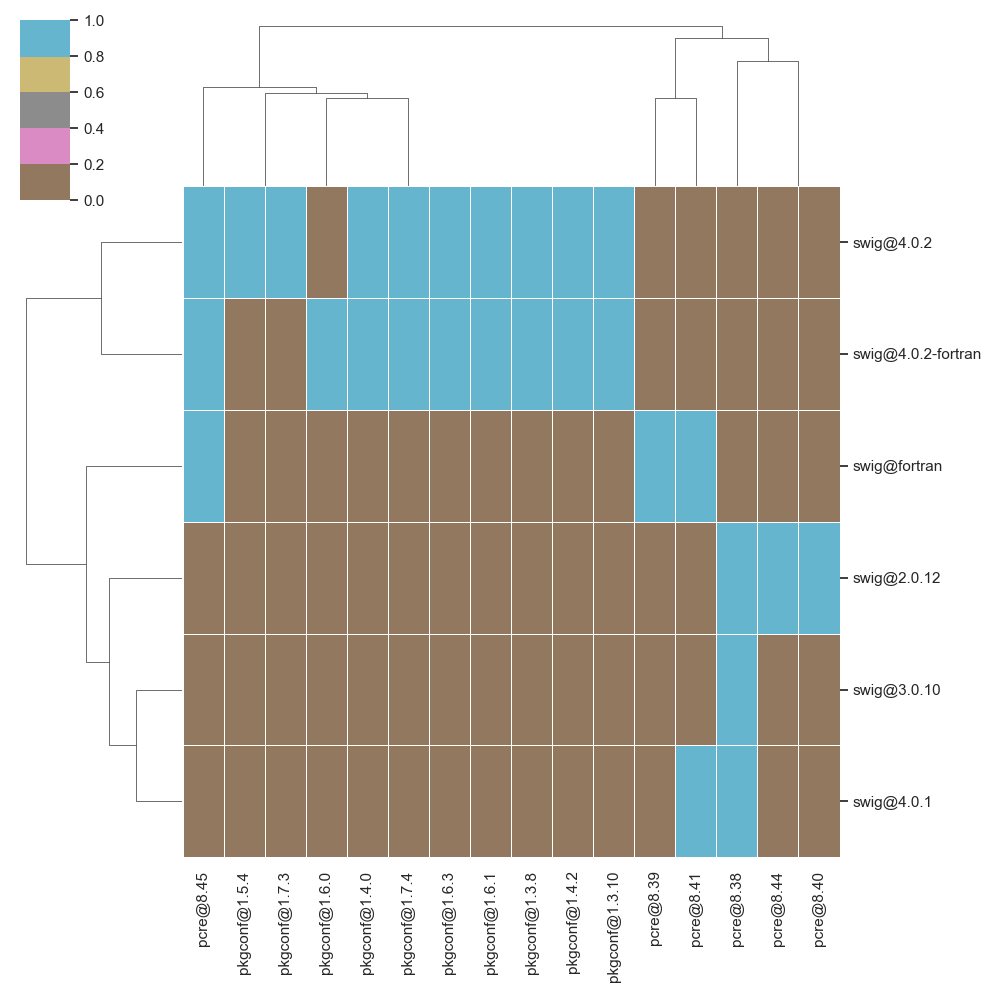 1.0
0.8
0.6
0.4
0.2
0.0
swig@4.0.2
swig@4.0.2-fortran
swig@fortran
swig@2.0.12
swig@3.0.10
swig@4.0.1
pcre@8.45
pkgconf@1.5.4
pkgconf@1.7.3
pkgconf@1.6.0
pkgconf@1.4.0
pkgconf@1.7.4
pkgconf@1.6.3
pkgconf@1.6.1
pkgconf@1.3.8
pkgconf@1.4.2
pkgconf@1.3.10
pcre@8.39
pcre@8.41
pcre@8.38
pcre@8.44
pcre@8.40